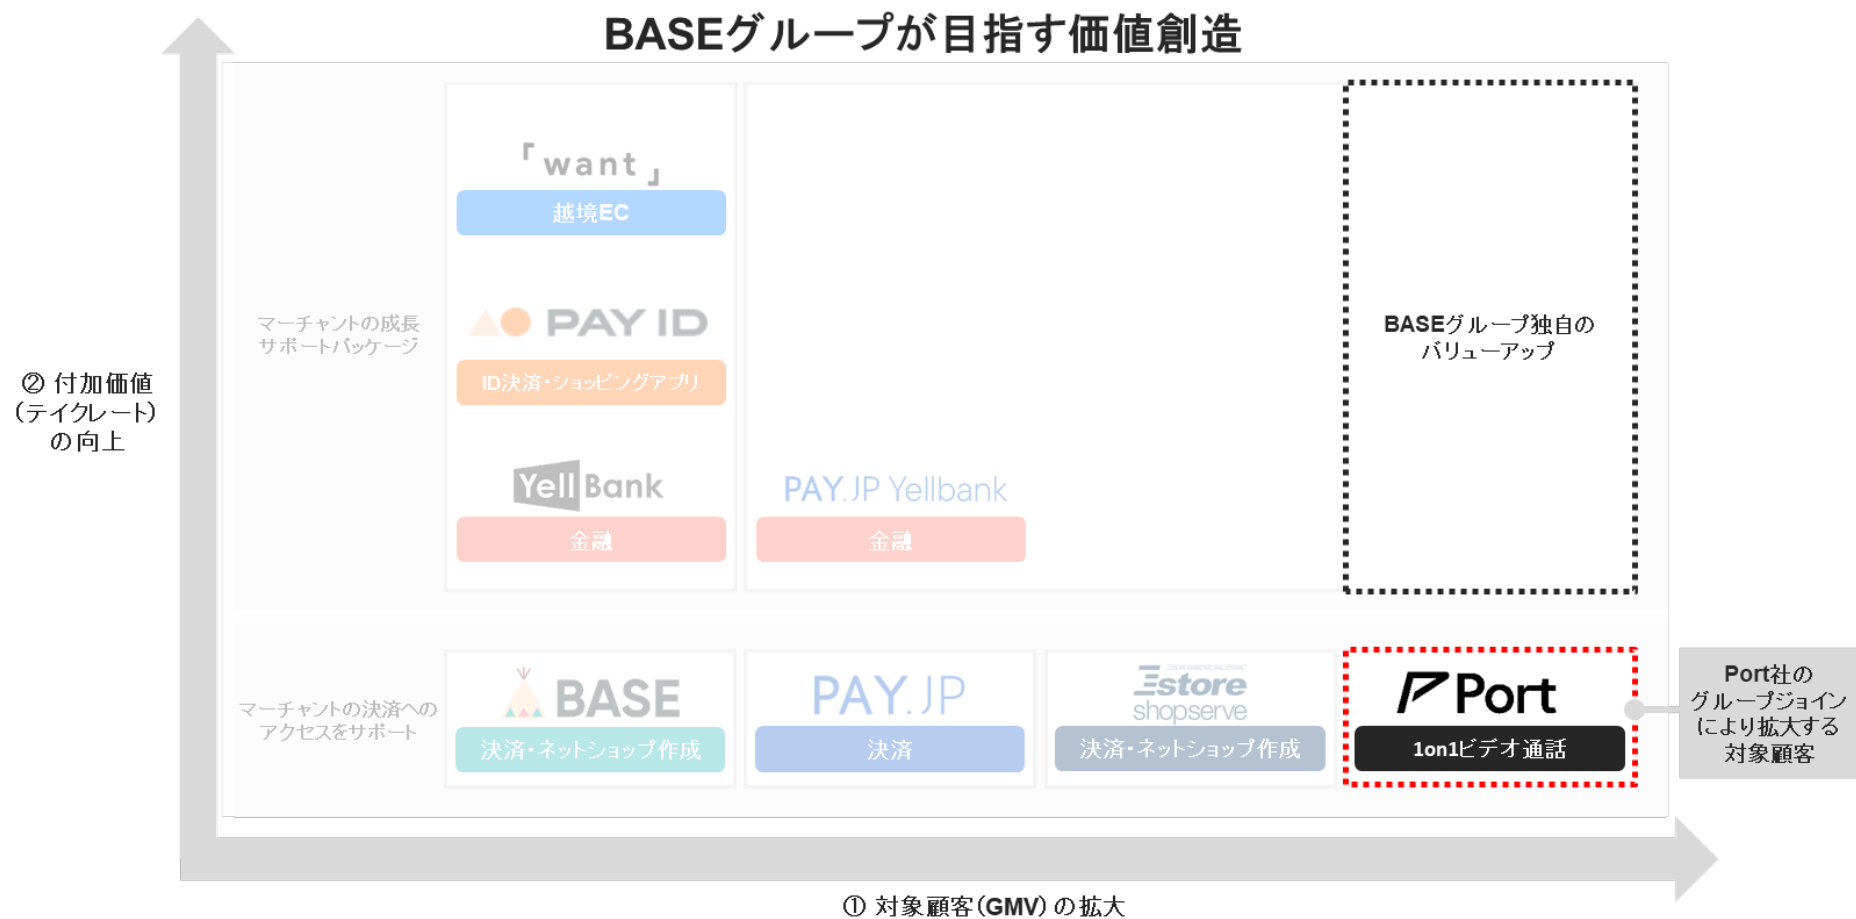 BASEグループが目指す価値創造
② 付加価値
（テイクレート）
の向上
マーチャントの成長
サポートパッケージ
「want」
越境EC
PAY ID
ID決済・ショッピングアプリ
Yell Bank
金融
PAY.JP Yellbank
金融
BASEグループ独自の
バリューアップ
マーチャントの決済への
アクセスをサポート
BASE
決済・ネットショップ作成
PAY.JP
決済
Estore
shopserve
決済・ネットショップ作成
Port
1on1ビデオ通話
Port社の
グループジョイン
により拡大する
対象顧客
① 対象顧客（GMV）の拡大